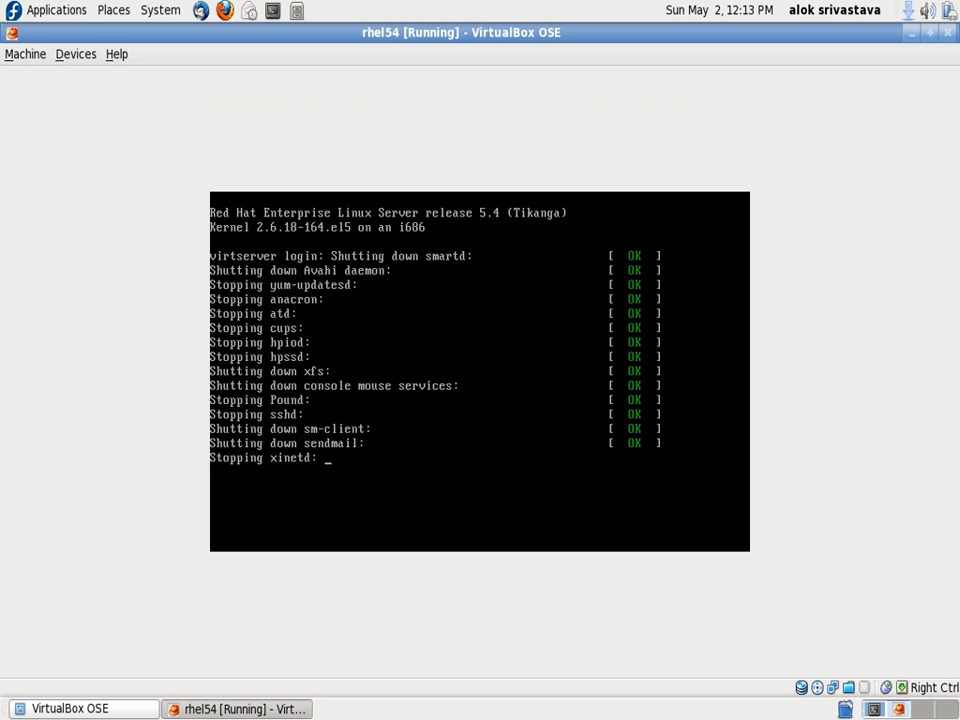 Applications Places System Sun May 2, 12:13 PM alok srivastava
rhel54 [Running] - VirtualBox OSE
Machine Devices Help
Red Hat Enterprise Linux Server release 5.4 (Tikanga)
Kernel 2.6.18-164.el5 on an i686
virtserver login: Shutting down smartd: [ OK ]
Shutting down Avahi daemon: [ OK ]
Stopping yum-updatesd: [ OK ]
Stopping anacron: [ OK ]
Stopping atd: [ OK ]
Stopping cups: [ OK ]
Stopping hpiod: [ OK ]
Stopping hpssd: [ OK ]
Shutting down xfs: [ OK ]
Shutting down console mouse services: [ OK ]
Stopping Pound: [ OK ]
Stopping sshd: [ OK ]
Shutting down sm-client: [ OK ]
Shutting down sendmail: [ OK ]
Stopping xinetd: _
Right Ctrl
VirtualBox OSE rhel54 [Running] - Virt...